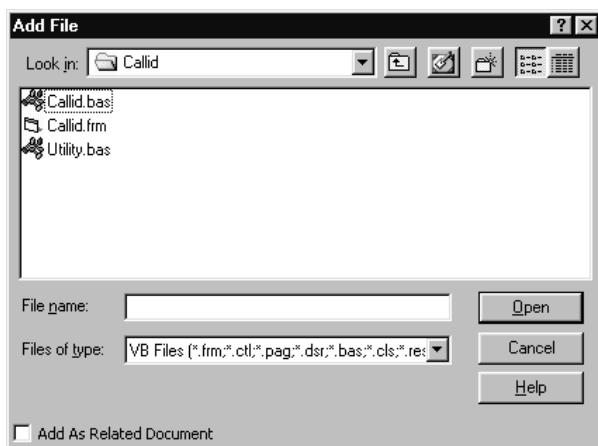 Add File
Look in: Callid
Callid.bas
Callid.frm
Utility.bas
File name: Open
Files of type: VB Files (*.frm;*.ctl;*.pag;*.dsr;*.bas;*.cls;*.res Cancel
Help
Add As Related Document